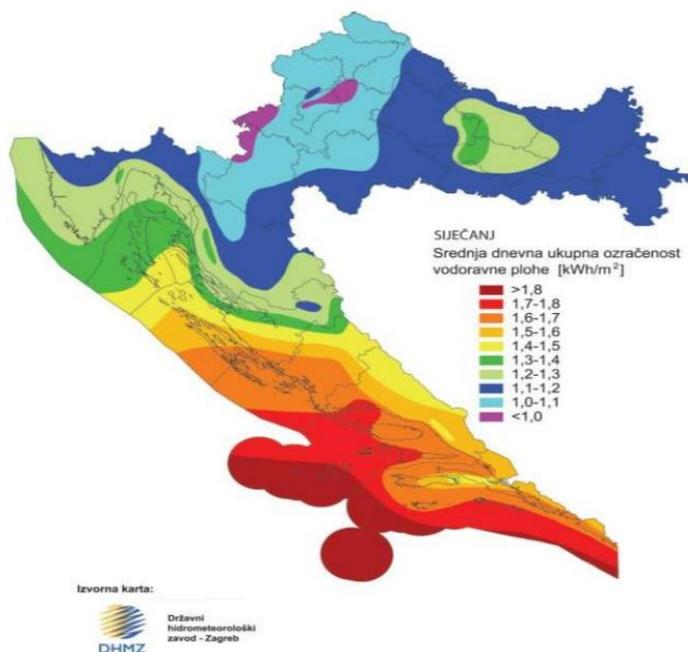 SIJEČANJ
Srednja dnevna ukupna ozračenost
vodoravne plohe [kWh/m²]
>1,8
1,7-1,8
1,6-1,7
1,5-1,6
1,4-1,5
1,3-1,4
1,2-1,3
1,1-1,2
1,0-1,1
<1,0
Izvorna karta:
Državni
hidrometeorološki
zavod - Zagreb
DHMZ